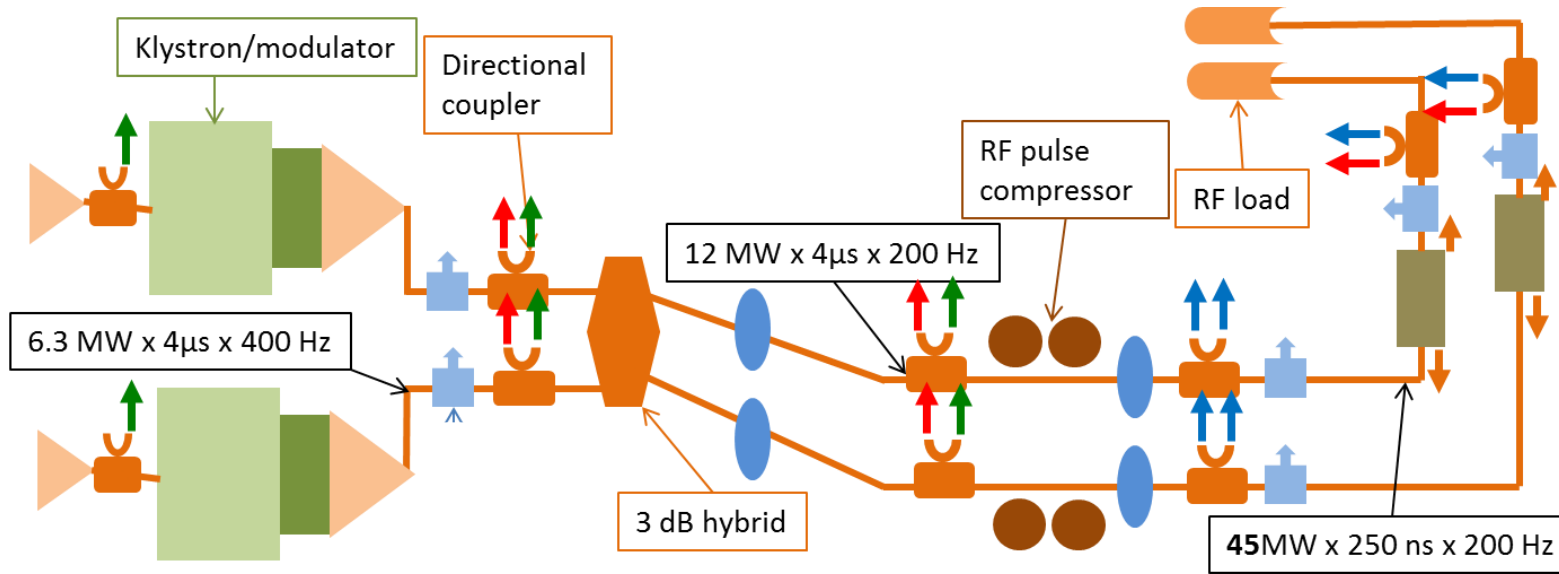 Klystron/modulator
Directional
coupler
RF pulse
compressor
RF load
12 MW x 4µs x 200 Hz
6.3 MW x 4µs x 400 Hz
3 dB hybrid
45MW x 250 ns x 200 Hz